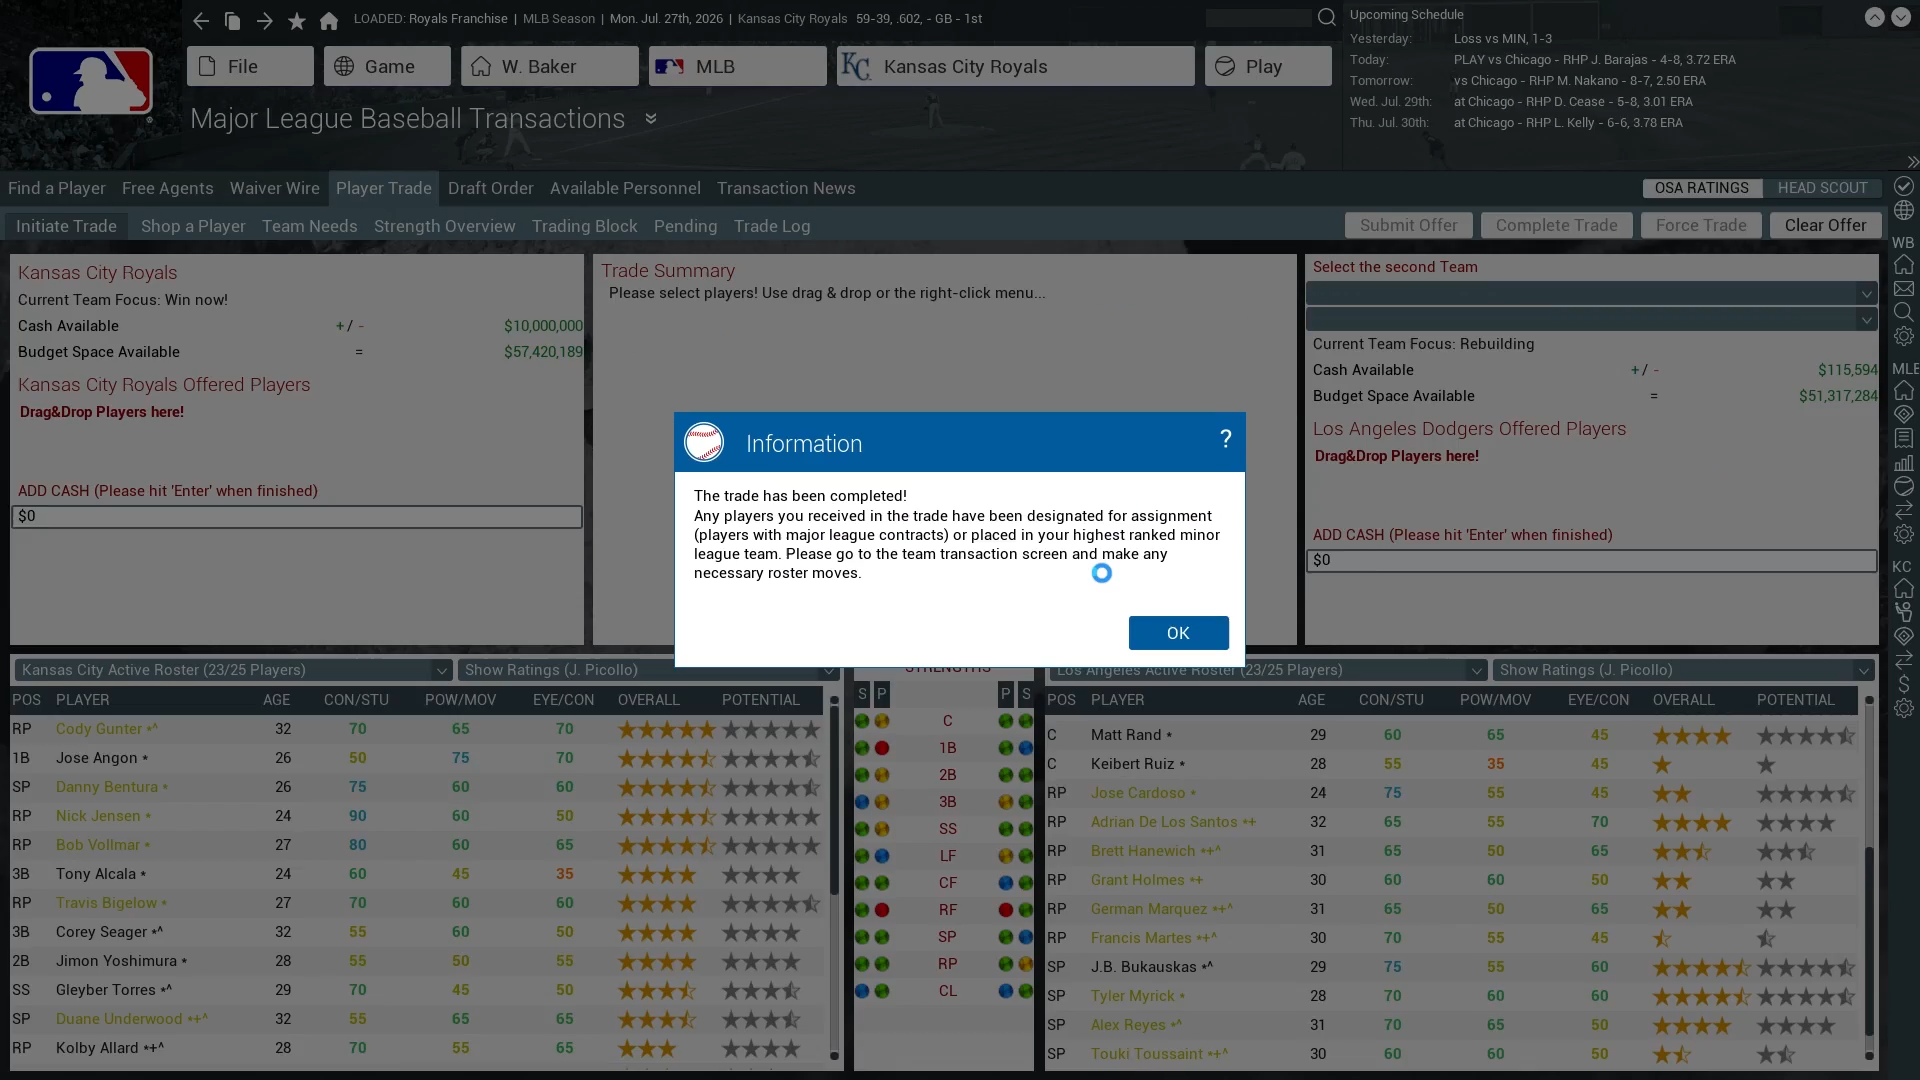 LOADED: Royals Franchise | MLB Season | Mon. Jul. 27th, 2026 | Kansas City Royals 59-39, .602, - GB - 1st
Upcoming Schedule
Yesterday: Loss vs MIN, 1-3
Today: PLAY vs Chicago - RHP J. Barajas - 4-8, 3.72 ERA
Tomorrow: vs Chicago - RHP M. Nakano - 8-7, 2.50 ERA
Wed. Jul. 29th: at Chicago - RHP D. Cease - 5-8, 3.01 ERA
Thu. Jul. 30th: at Chicago - RHP L. Kelly - 6-6, 3.78 ERA
File Game W. Baker MLB Kansas City Royals Play
Major League Baseball Transactions
Find a Player Free Agents Waiver Wire Player Trade Draft Order Available Personnel Transaction News OSA RATINGS HEAD SCOUT
Initiate Trade Shop a Player Team Needs Strength Overview Trading Block Pending Trade Log Submit Offer Complete Trade Force Trade Clear Offer
Kansas City Royals
Current Team Focus: Win now!
Cash Available +/- $10,000,000
Budget Space Available = $57,420,189
Kansas City Royals Offered Players
Drag&Drop Players here!
ADD CASH (Please hit 'Enter' when finished)
$0
Trade Summary
Please select players! Use drag & drop or the right-click menu...
Select the second Team
Current Team Focus: Rebuilding
Cash Available +/- $115,594
Budget Space Available = $51,317,284
Los Angeles Dodgers Offered Players
Drag&Drop Players here!
ADD CASH (Please hit 'Enter' when finished)
$0
Information ?
The trade has been completed!
Any players you received in the trade have been designated for assignment
(players with major league contracts) or placed in your highest ranked minor
league team. Please go to the team transaction screen and make any
necessary roster moves.
OK
Kansas City Active Roster (23/25 Players) Show Ratings (J. Picollo)
POS PLAYER AGE CON/STU POW/MOV EYE/CON OVERALL POTENTIAL
RP Cody Gunter *^ 32 70 65 70
1B Jose Angon * 26 50 75 70
SP Danny Bentura * 26 75 60 60
RP Nick Jensen * 24 90 60 50
RP Bob Vollmar * 27 80 60 65
3B Tony Alcala * 24 60 45 35
RP Travis Bigelow * 27 70 60 60
3B Corey Seager *^ 32 55 60 50
2B Jimon Yoshimura * 28 55 50 55
SS Gleyber Torres *^ 29 70 45 50
SP Duane Underwood *+^ 32 55 65 65
RP Kolby Allard *+^ 28 70 55 65
STRENGTHS
S P P S
C
1B
2B
3B
SS
LF
CF
RF
SP
RP
CL
Los Angeles Active Roster (23/25 Players) Show Ratings (J. Picollo)
POS PLAYER AGE CON/STU POW/MOV EYE/CON OVERALL POTENTIAL
C Matt Rand * 29 60 65 45
C Keibert Ruiz * 28 55 35 45
RP Jose Cardoso * 24 75 55 45
RP Adrian De Los Santos *+ 32 65 55 70
RP Brett Hanewich *+^ 31 65 50 65
RP Grant Holmes *+ 30 60 60 50
RP German Marquez *+^ 31 65 50 65
RP Francis Martes *+^ 30 70 55 45
SP J.B. Bukauskas *^ 29 75 55 60
SP Tyler Myrick * 28 70 60 60
SP Alex Reyes *^ 31 70 65 50
SP Touki Toussaint *+^ 30 60 60 50
WB
MLB
KC